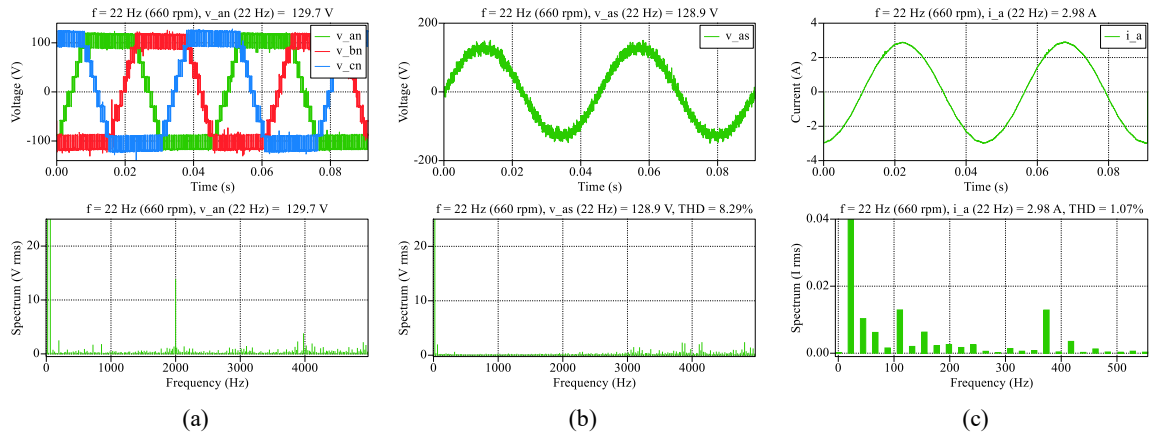 f = 22 Hz (660 rpm), v_an (22 Hz) = 129.7 V
Voltage (V)
100
0
-100
v_an
v_bn
v_cn
0.00 0.02 0.04 0.06 0.08
Time (s)
f = 22 Hz (660 rpm), v_as (22 Hz) = 128.9 V
Voltage (V)
200
0
-200
v_as
0.00 0.02 0.04 0.06 0.08
Time (s)
f = 22 Hz (660 rpm), i_a (22 Hz) = 2.98 A
Current (A)
4
2
0
-2
-4
i_a
0.00 0.02 0.04 0.06 0.08
Time (s)
f = 22 Hz (660 rpm), v_an (22 Hz) = 129.7 V
Spectrum (V rms)
20
10
0
0 1000 2000 3000 4000
Frequency (Hz)
f = 22 Hz (660 rpm), v_as (22 Hz) = 128.9 V, THD = 8.29%
Spectrum (V rms)
20
10
0
0 1000 2000 3000 4000
Frequency (Hz)
f = 22 Hz (660 rpm), i_a (22 Hz) = 2.98 A, THD = 1.07%
Spectrum (I rms)
0.04
0.02
0.00
0 100 200 300 400 500
Frequency (Hz)
(a) (b) (c)